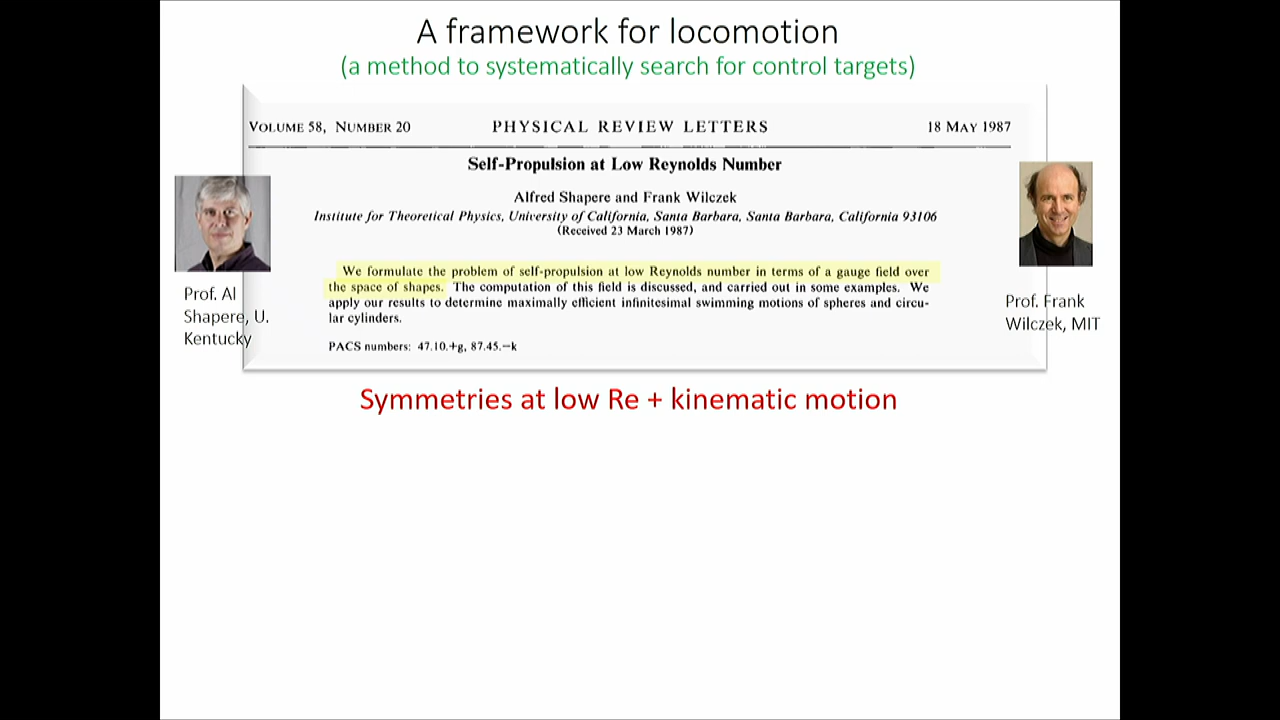 A framework for locomotion
(a method to systematically search for control targets)
VOLUME 58, NUMBER 20 PHYSICAL REVIEW LETTERS 18 MAY 1987
Self-Propulsion at Low Reynolds Number
Alfred Shapere and Frank Wilczek
Institute for Theoretical Physics, University of California, Santa Barbara, Santa Barbara, California 93106
(Received 23 March 1987)
We formulate the problem of self-propulsion at low Reynolds number in terms of a gauge field over
the space of shapes. The computation of this field is discussed, and carried out in some examples. We
apply our results to determine maximally efficient infinitesimal swimming motions of spheres and circu-
lar cylinders.
PACS numbers: 47.10.+g, 87.45.-k
Prof. Al
Shapere, U.
Kentucky
Prof. Frank
Wilczek, MIT
Symmetries at low Re + kinematic motion